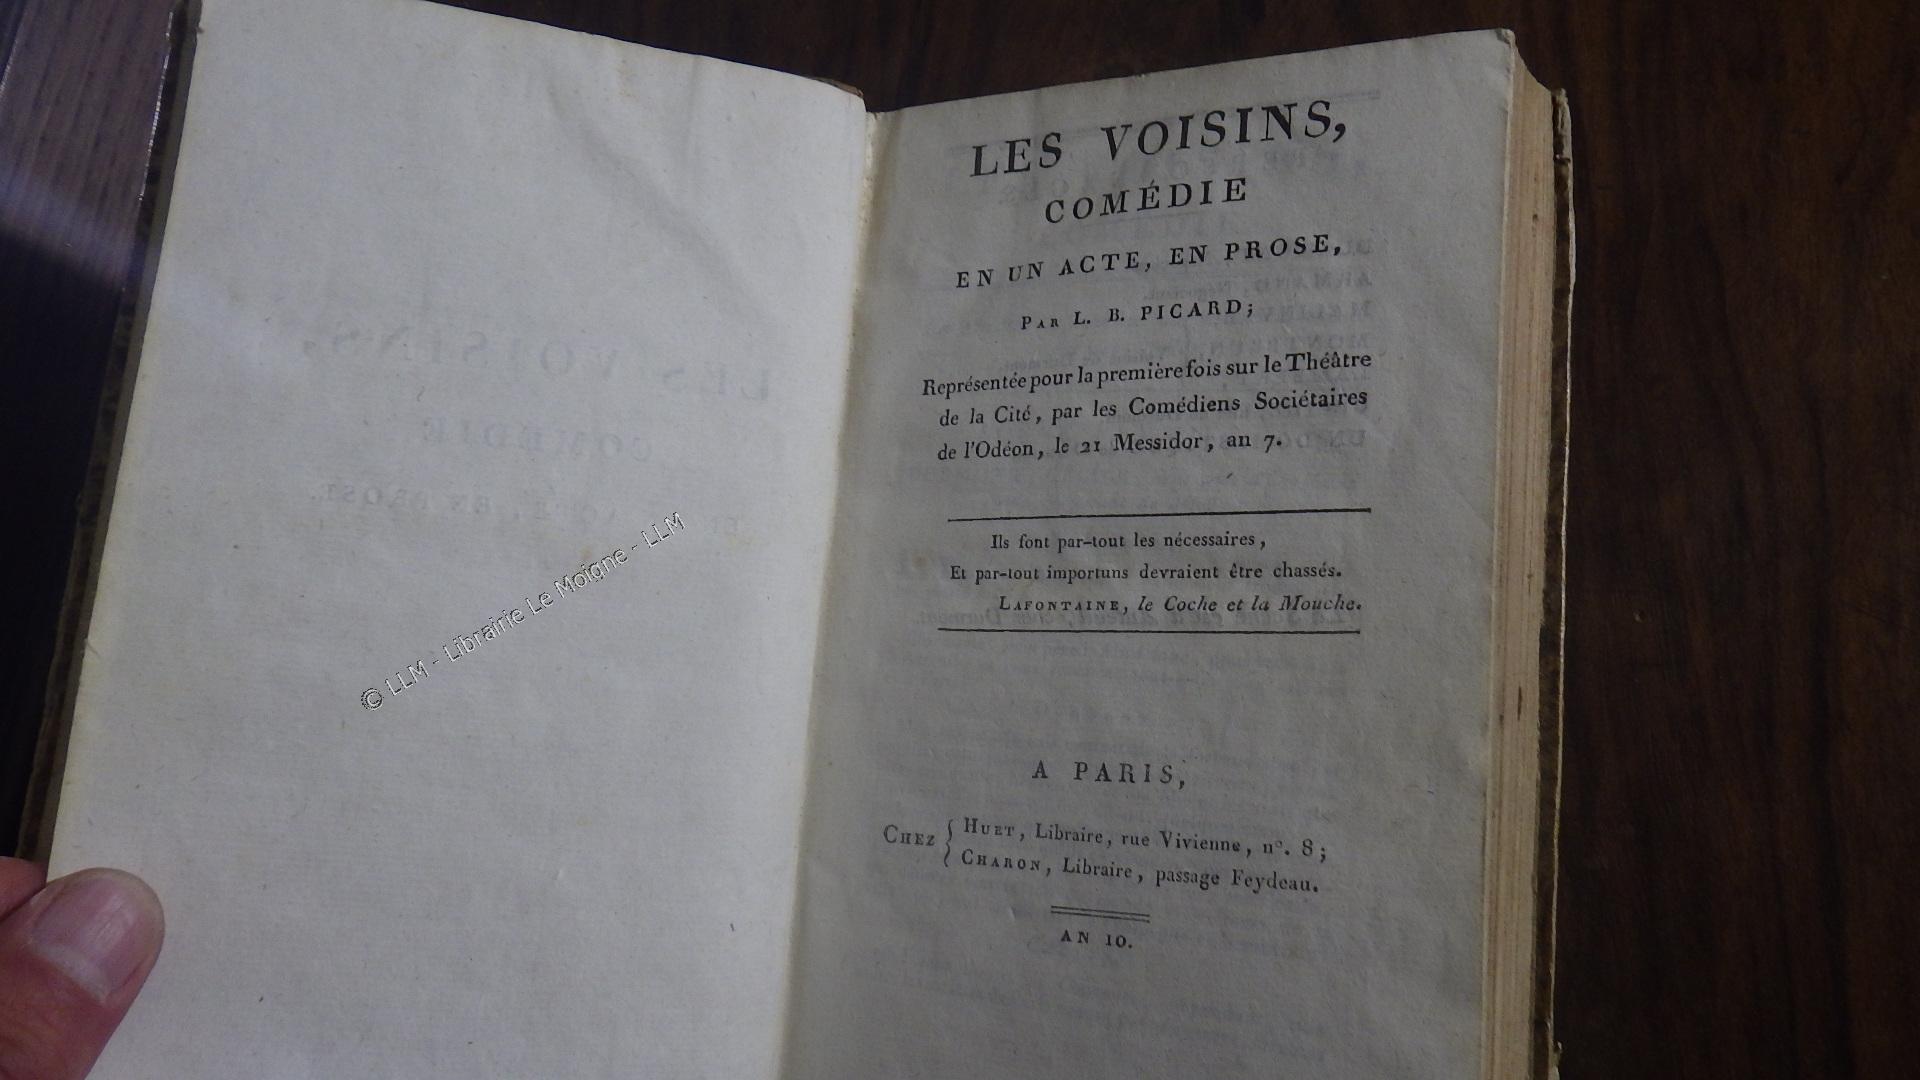 LES VOISINS,
COMÉDIE
EN UN ACTE, EN PROSE,
PAR L. B. PICARD;
Représentée pour la première fois sur le Théâtre
de la Cité, par les Comédiens Sociétaires
de l'Odéon, le 21 Messidor, an 7.
Ils font par-tout les nécessaires,
Et par-tout importuns devraient être chassés.
LAFONTAINE, le Coche et la Mouche.
A PARIS,
CHEZ { HUET, Libraire, rue Vivienne, n°. 8;
CHARON, Libraire, passage Feydeau.
AN 10.
© LLM - Librairie Le Moigne - LLM